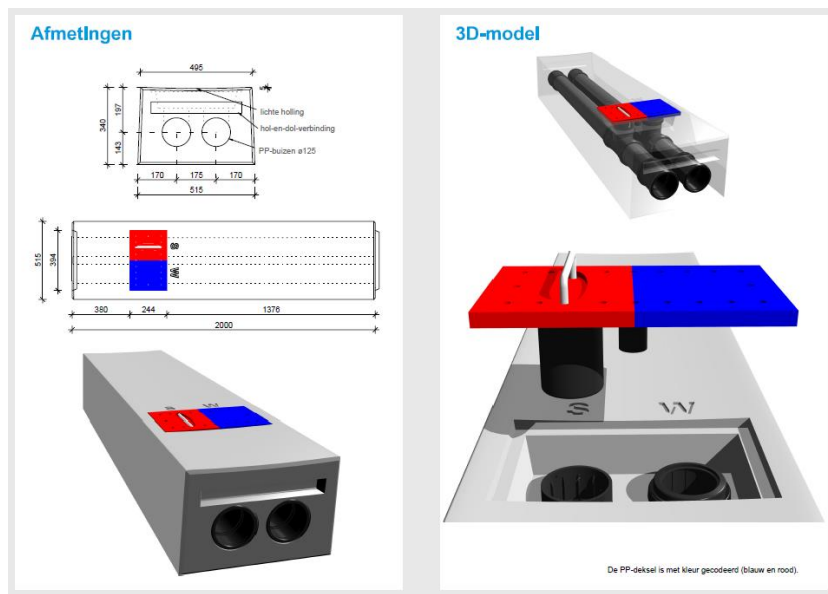 Afmetingen
495
5
197
340
143
lichte holling
hol-en-dol-verbinding
PP-buizen ø125
170 175 170
515
515
394
S
W
380 244 1376
2000
S W
3D-model
S W
De PP-deksel is met kleur gecodeerd (blauw en rood).